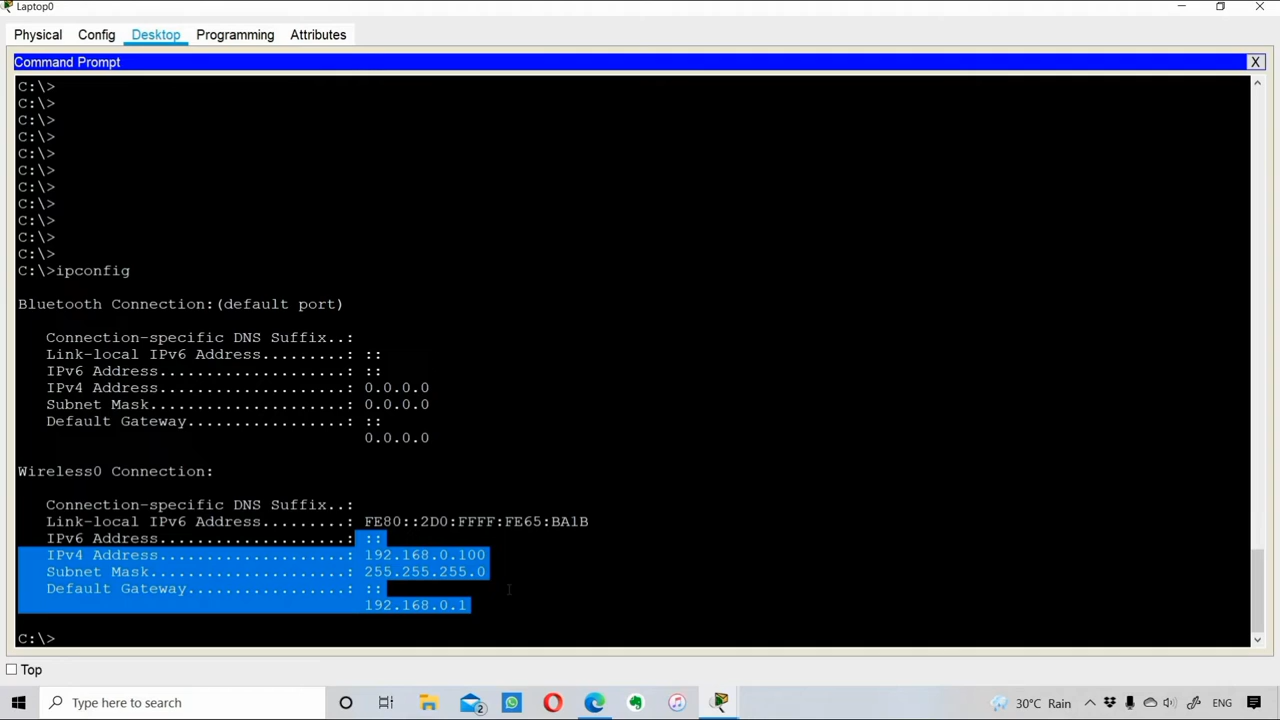 Laptop0
Physical Config Desktop Programming Attributes
Command Prompt X
C:\>
C:\>
C:\>
C:\>
C:\>
C:\>
C:\>
C:\>
C:\>
C:\>
C:\>
C:\>ipconfig
Bluetooth Connection:(default port)
Connection-specific DNS Suffix..:
Link-local IPv6 Address.........: ::
IPv6 Address....................: ::
IPv4 Address....................: 0.0.0.0
Subnet Mask.....................: 0.0.0.0
Default Gateway.................: ::
0.0.0.0
Wireless0 Connection:
Connection-specific DNS Suffix..:
Link-local IPv6 Address.........: FE80::2D0:FFFF:FE65:BA1B
IPv6 Address....................: ::
IPv4 Address....................: 192.168.0.100
Subnet Mask.....................: 255.255.255.0
Default Gateway.................: ::
192.168.0.1
C:\>
Top
Type here to search 2 30°C Rain ENG